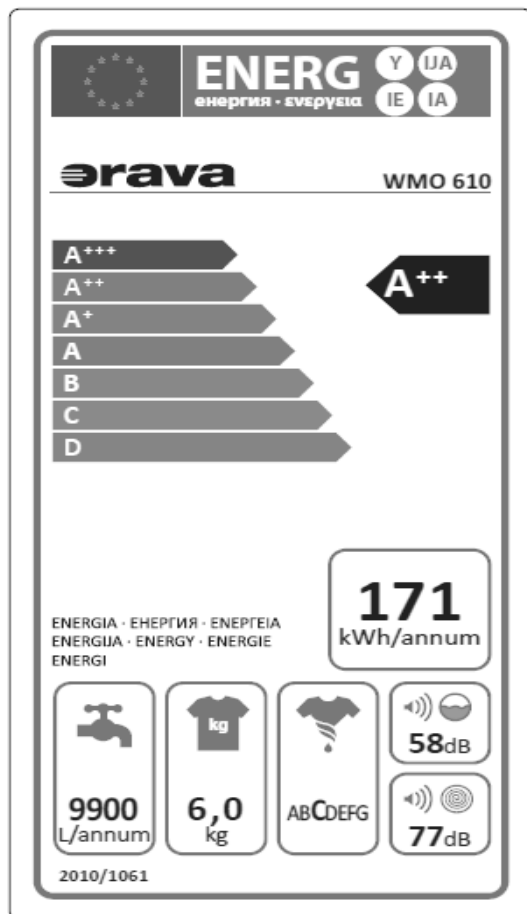 ENERG
енергия · ενεργεια
Y
IJA
IE
IA
orava
WMO 610
A+++
A++
A+
A
B
C
D
A++
171
kWh/annum
ENERGIA · ЕНЕРГИЯ · ΕΝΕΡΓΕΙΑ
ENERGIJA · ENERGY · ENERGIE
ENERGI
9900
L/annum
kg
6,0
kg
ABCDEFG
58dB
77dB
2010/1061